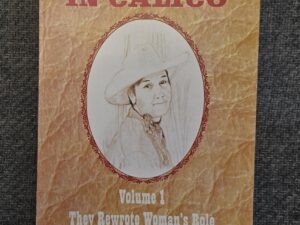 IN CALICO
Volume 1
They Rewrote Woman's Role